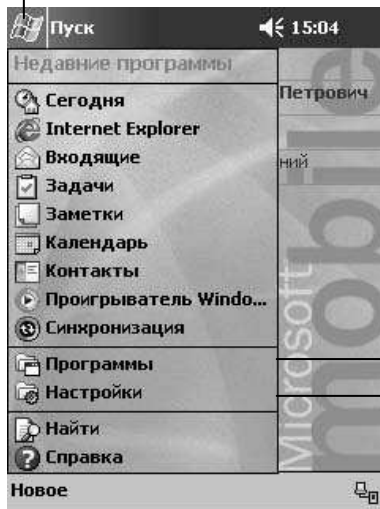 Пуск 15:04
Недавние программы
Сегодня
Петрович
Internet Explorer
Входящие
ний
Задачи
Заметки
Календарь
Контакты
Проигрыватель Windo...
Синхронизация
Программы
Настройки
Найти
Справка
Microsoft
mobile
Новое